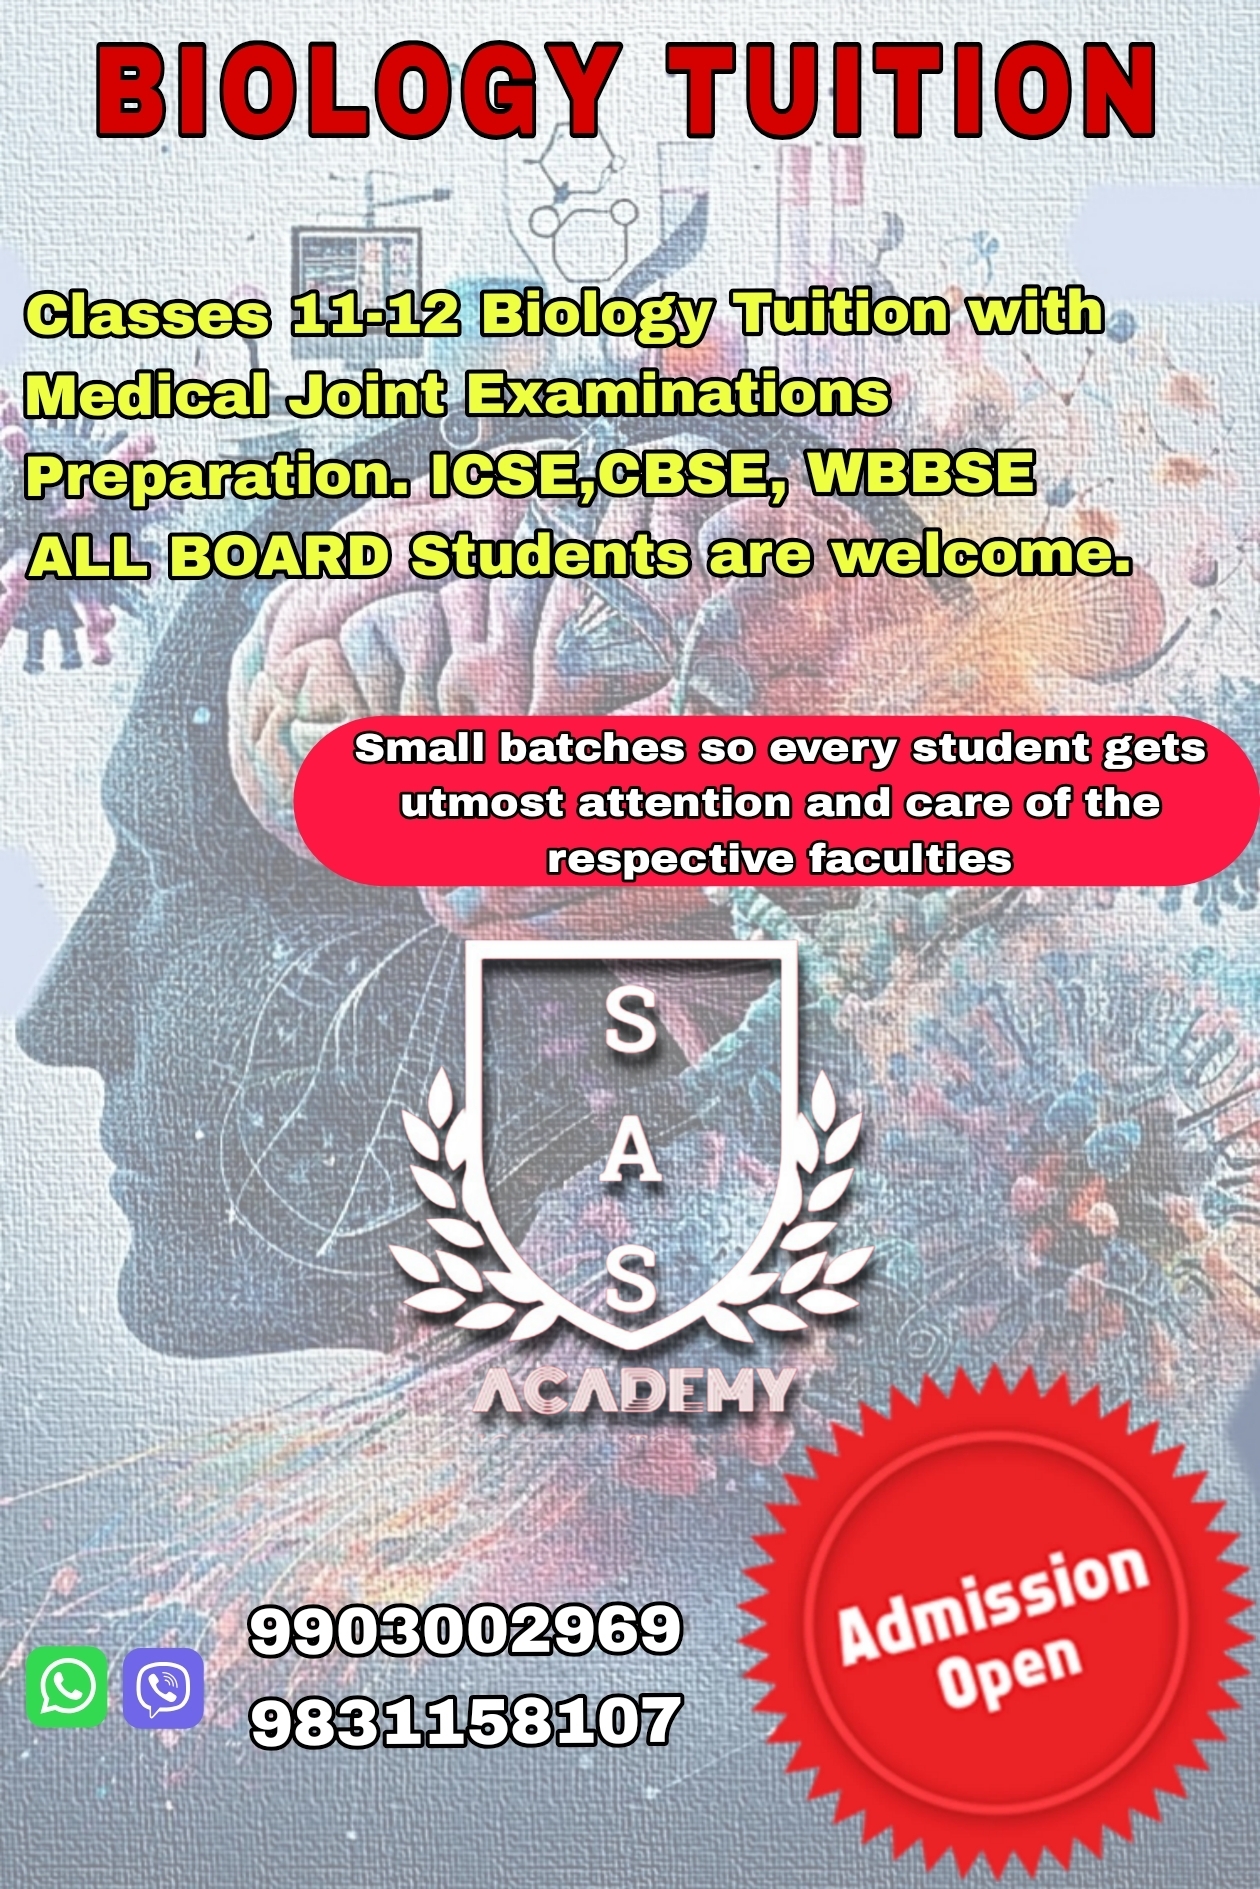 BIOLOGY TUITION
Classes 11-12 Biology Tuition with
Medical Joint Examinations
Preparation. ICSE,CBSE, WBBSE
ALL BOARD Students are welcome.
Small batches so every student gets
utmost attention and care of the
respective faculties
S
A
S
ACADEMY
Admission
Open
9903002969
9831158107